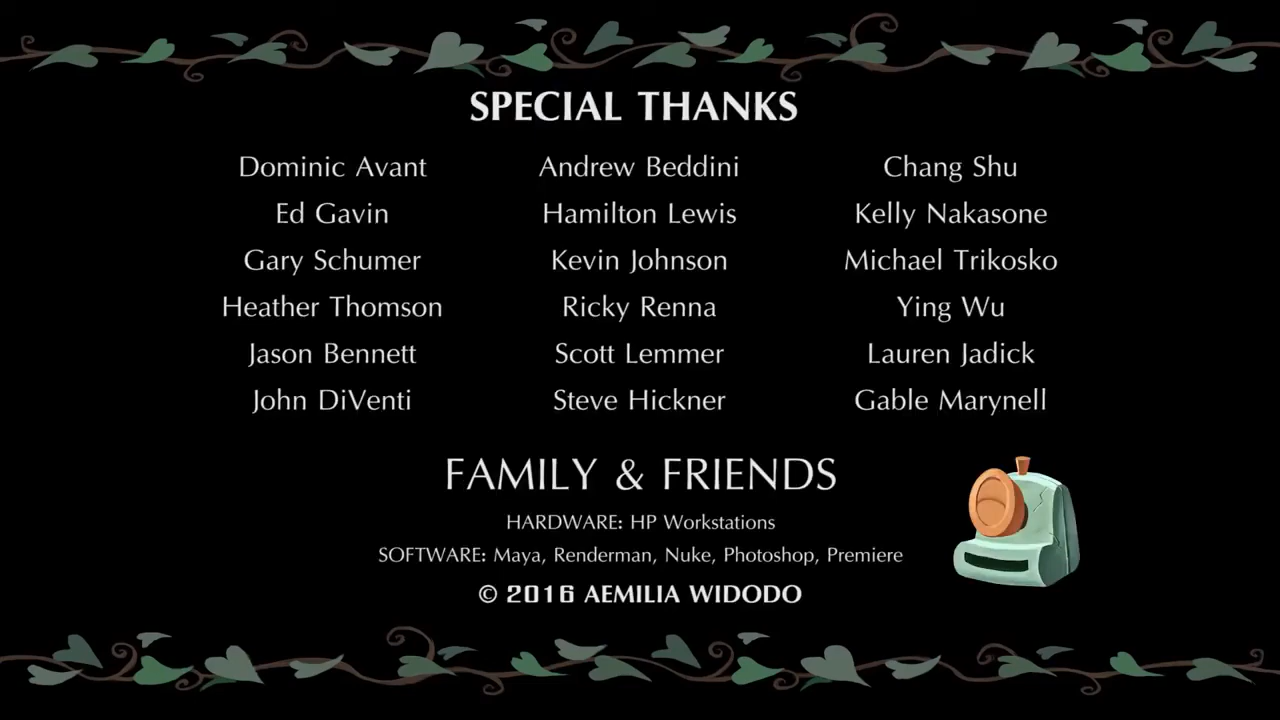 SPECIAL THANKS
Dominic Avant
Ed Gavin
Gary Schumer
Heather Thomson
Jason Bennett
John DiVenti
Andrew Beddini
Hamilton Lewis
Kevin Johnson
Ricky Renna
Scott Lemmer
Steve Hickner
Chang Shu
Kelly Nakasone
Michael Trikosko
Ying Wu
Lauren Jadick
Gable Marynell
FAMILY & FRIENDS
HARDWARE: HP Workstations
SOFTWARE: Maya, Renderman, Nuke, Photoshop, Premiere
© 2016 AEMILIA WIDODO